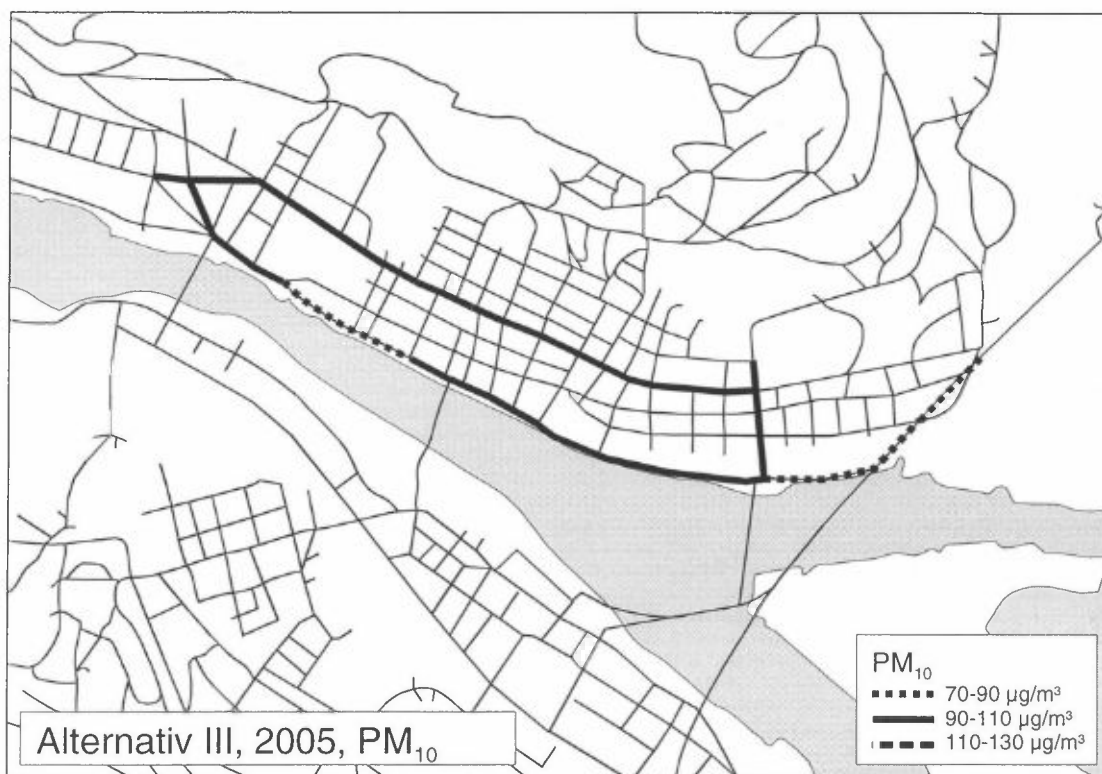 PM₁₀
70-90 µg/m³
90-110 µg/m³
110-130 µg/m³
Alternativ III, 2005, PM₁₀